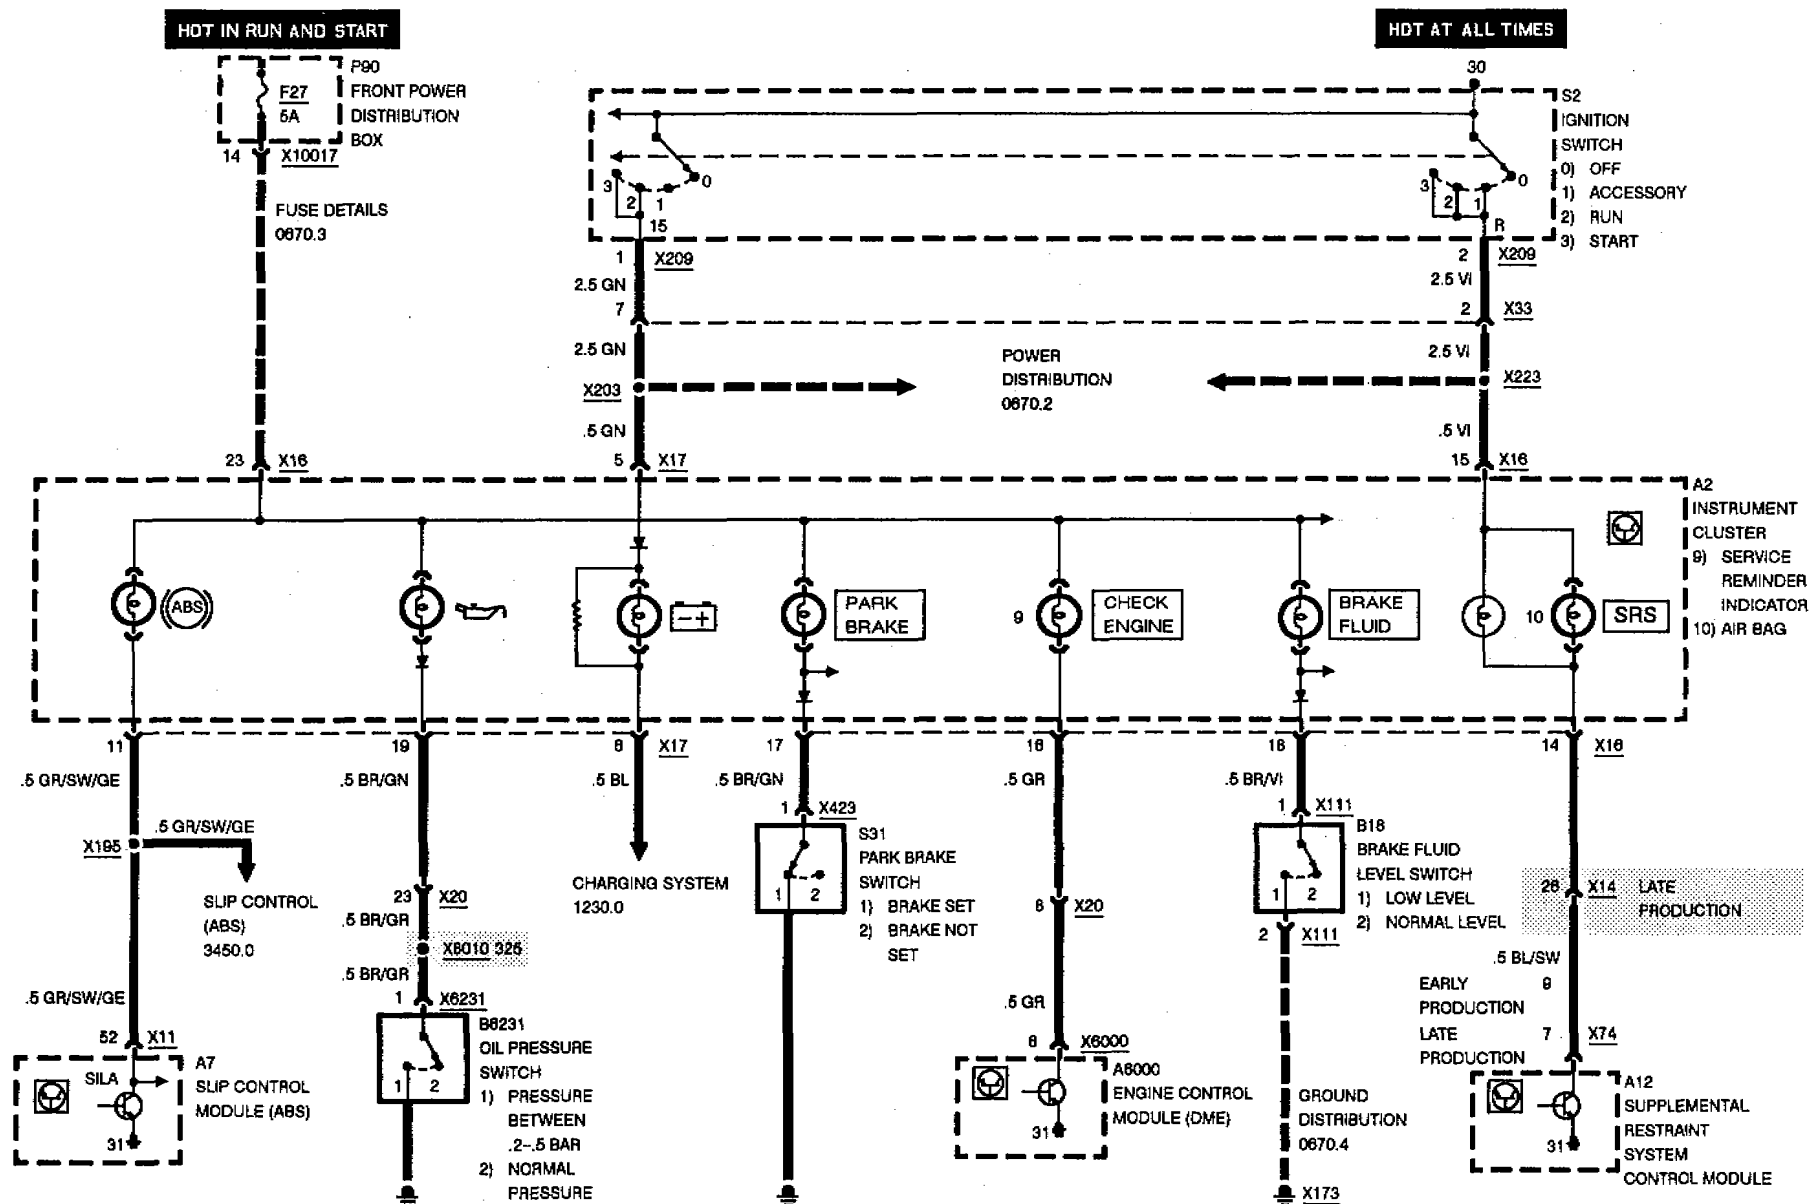 HOT IN RUN AND START
HOT AT ALL TIMES
P90
FRONT POWER
DISTRIBUTION
BOX
F27
5A
14 X10017
FUSE DETAILS
0670.3
30
S2
IGNITION
SWITCH
0) OFF
1) ACCESSORY
2) RUN
3) START
3 2 1 0
15
3 2 1 0
R
1 X209
2 X209
2.5 GN
2.5 VI
7
2 X33
2.5 GN
2.5 VI
POWER
DISTRIBUTION
0670.2
X203
X223
.5 GN
.5 VI
23 X16
5 X17
15 X16
A2
INSTRUMENT
CLUSTER
9) SERVICE
REMINDER
INDICATOR
10) AIR BAG
ABS
PARK
BRAKE
9
CHECK
ENGINE
BRAKE
FLUID
10
SRS
11
19
8 X17
17
16
18
14 X16
.5 GR/SW/GE
.5 BR/GN
.5 BL
.5 BR/GN
.5 GR
.5 BR/VI
X195
.5 GR/SW/GE
SLIP CONTROL
(ABS)
3450.0
CHARGING SYSTEM
1230.0
1 X423
S31
PARK BRAKE
SWITCH
1) BRAKE SET
2) BRAKE NOT
SET
1 2
1 X111
B18
BRAKE FLUID
LEVEL SWITCH
1) LOW LEVEL
2) NORMAL LEVEL
1 2
2 X111
26 X14
LATE
PRODUCTION
23 X20
.5 BR/GR
X6010 325
.5 BR/GR
1 X6231
6 X20
.5 GR
.5 BL/SW
EARLY
PRODUCTION
9
LATE
PRODUCTION
7 X74
.5 GR/SW/GE
52 X11
SILA
31
A7
SLIP CONTROL
MODULE (ABS)
B6231
OIL PRESSURE
SWITCH
1) PRESSURE
BETWEEN
.2-.5 BAR
2) NORMAL
PRESSURE
1 2
8 X6000
A6000
ENGINE CONTROL
MODULE (DME)
31
GROUND
DISTRIBUTION
0670.4
X173
A12
SUPPLEMENTAL
RESTRAINT
SYSTEM
CONTROL MODULE
31